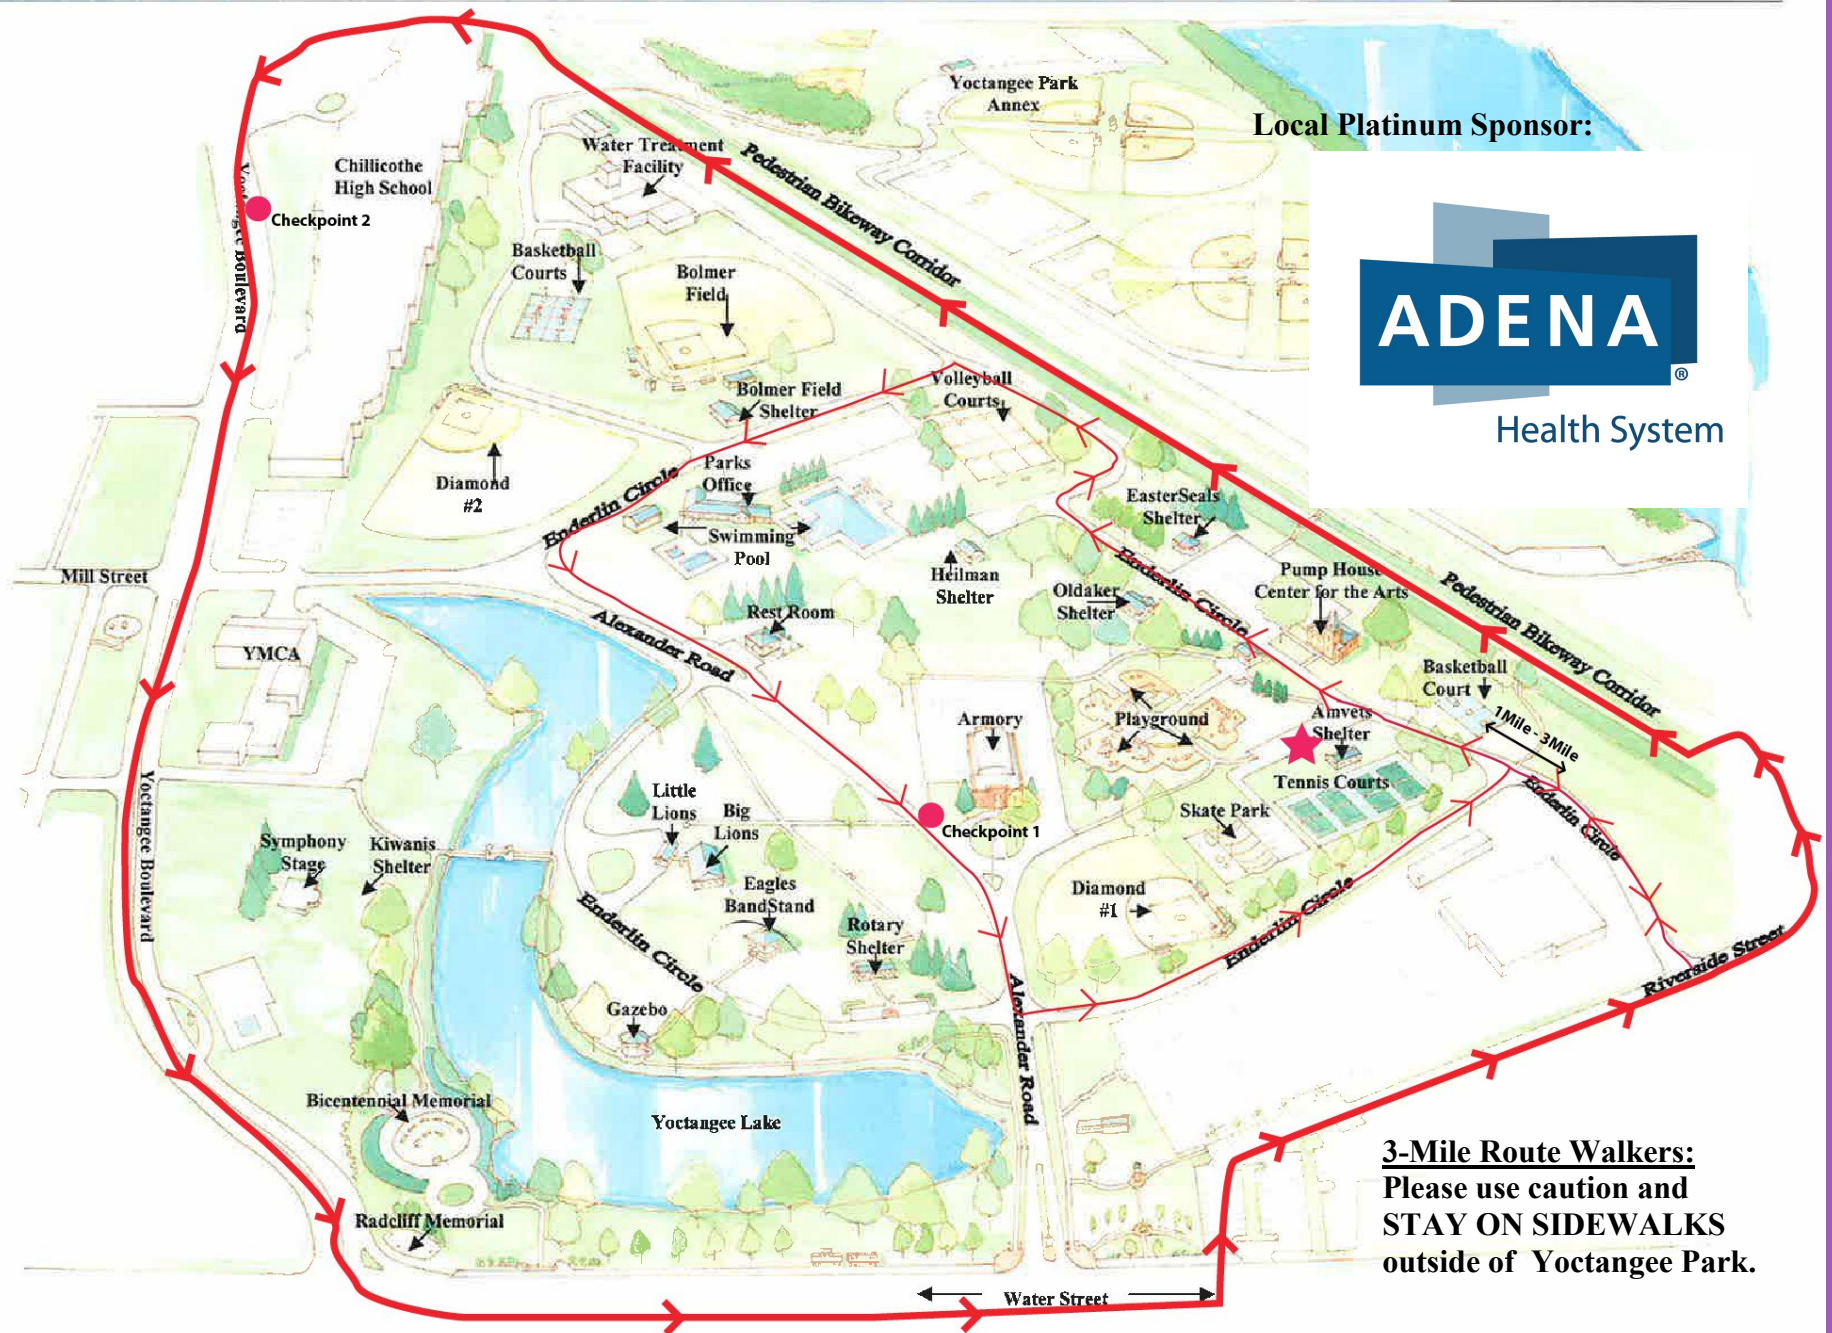 Yoctangee Park
Annex
Local Platinum Sponsor:
ADENA
®
Health System
Water Treatment
Facility
Pedestrian Bikeway Corridor
Chillicothe
High School
Checkpoint 2
Yoctangee Boulevard
Basketball
Courts
Bolmer
Field
Bolmer Field
Shelter
Volleyball
Courts
Diamond
#2
Parks
Office
Enderlin Circle
Swimming
Pool
EasterSeals
Shelter
Heilman
Shelter
Oldaker
Shelter
Enderlin Circle
Pump House
Center for the Arts
Pedestrian Bikeway Corridor
Mill Street
Rest Room
Alexander Road
YMCA
Basketball
Court
1Mile - 3Mile
Armory
Playground
Amvets
Shelter
Tennis Courts
Enderlin Circle
Yoctangee Boulevard
Little
Lions
Big
Lions
Skate Park
Checkpoint 1
Symphony
Stage
Kiwanis
Shelter
Eagles
BandStand
Diamond
#1
Enderlin Circle
Rotary
Shelter
Enderlin Circle
Riverside Street
Gazebo
Alexander Road
Bicentennial Memorial
Yoctangee Lake
Radcliff Memorial
Water Street
3-Mile Route Walkers:
Please use caution and
STAY ON SIDEWALKS
outside of Yoctangee Park.